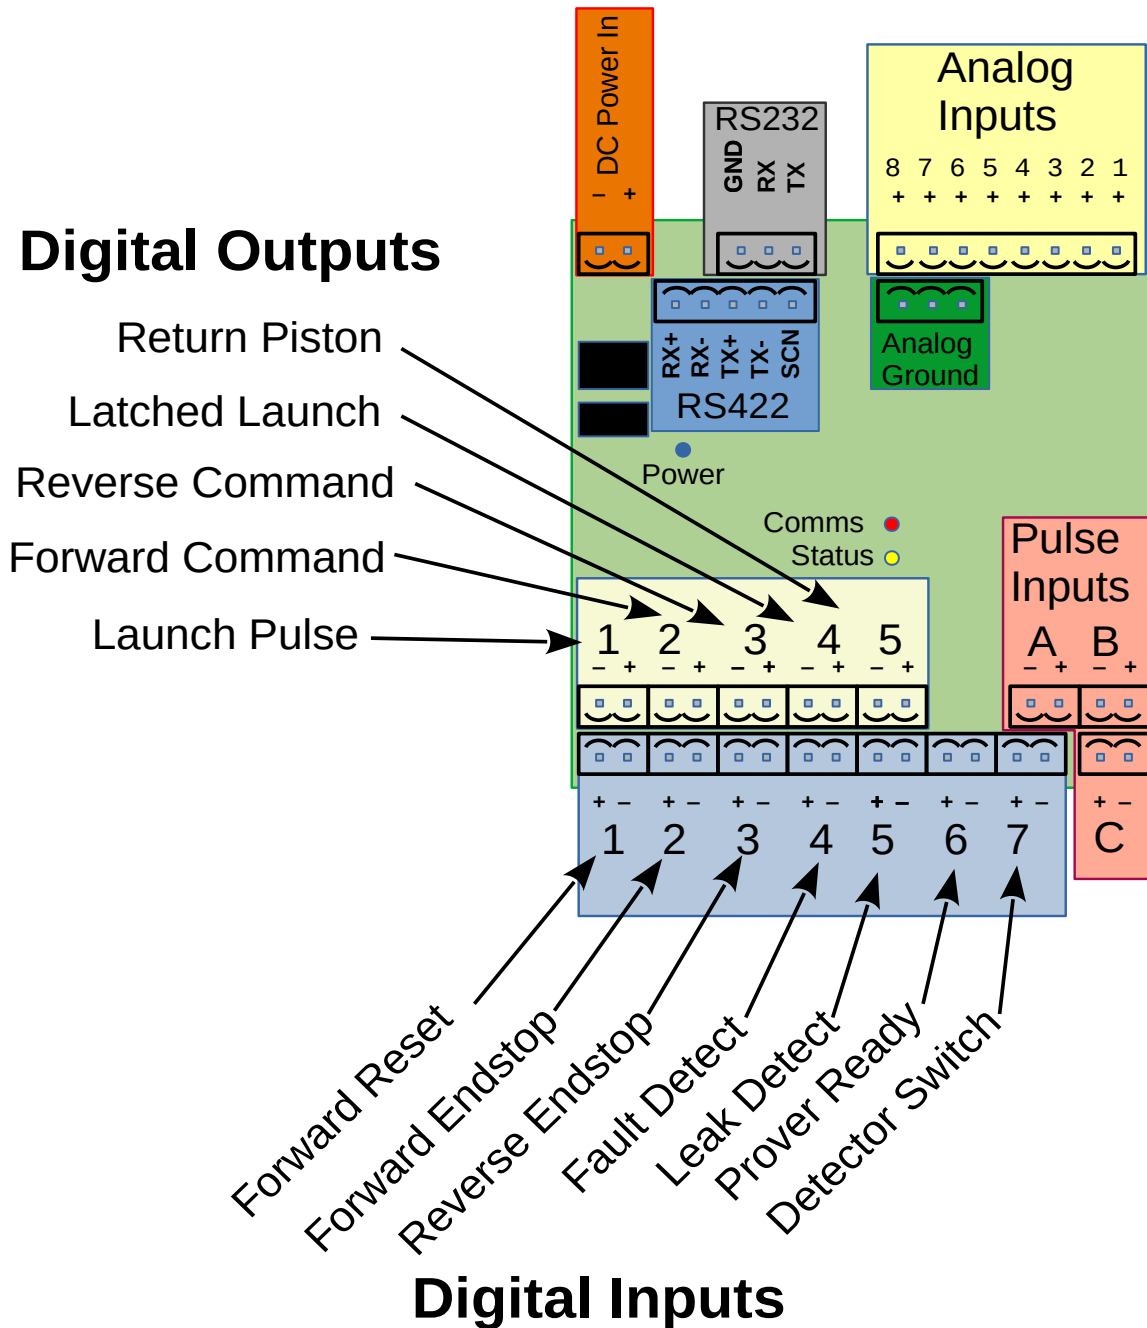 DC Power In
– +
RS232
GND RX TX
Analog
Inputs
8 7 6 5 4 3 2 1
+ + + + + + + +
Digital Outputs
Return Piston
Latched Launch
Reverse Command
Forward Command
Launch Pulse
RX+ RX- TX+ TX- SCN
RS422
Analog
Ground
Power
Comms
Status
Pulse
Inputs
A B
– + – +
1 2 3 4 5
– + – + – + – + – +
+ – + – + – + – + – + – + –
1 2 3 4 5 6 7
+ –
C
Forward Reset
Forward Endstop
Reverse Endstop
Fault Detect
Leak Detect
Prover Ready
Detector Switch
Digital Inputs